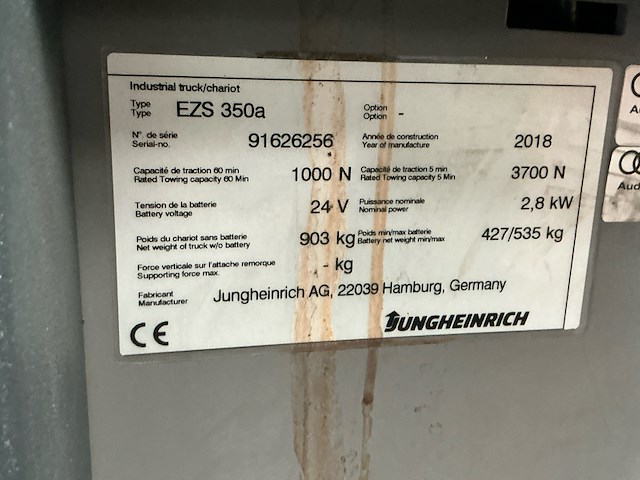 Industrial truck/chariot
Type
Type
EZS 350a
Option
Option
-
N°. de série
Serial-no.
91626256
Année de construction
Year of manufacture
2018
Capacité de traction 60 min
Rated Towing capacity 60 Min
1000 N
Capacité de traction 5 min
Rated Towing capacity 5 Min
3700 N
Tension de la batterie
Battery voltage
24 V
Puissance nominale
Nominal power
2,8 kW
Poids du chariot sans batterie
Net weight of truck w/o battery
903 kg
Poids min/max batterie
Battery net weight min/max
427/535 kg
Force verticale sur l'attache remorque
Supporting force max.
- kg
Fabricant
Manufacturer
Jungheinrich AG, 22039 Hamburg, Germany
CE
JUNGHEINRICH
Aud